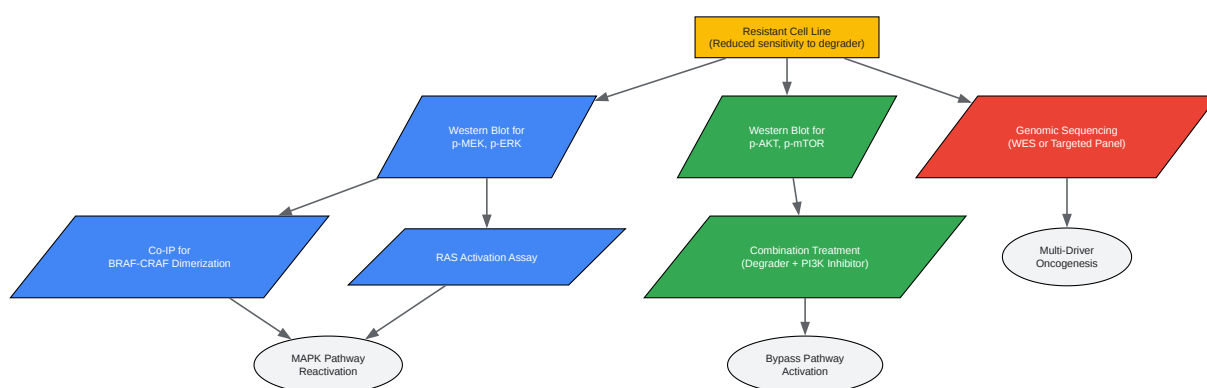 Resistant Cell Line
(Reduced sensitivity to degrader)
Western Blot for
p-MEK, p-ERK
Western Blot for
p-AKT, p-mTOR
Genomic Sequencing
(WES or Targeted Panel)
Co-IP for
BRAF-CRAF Dimerization
RAS Activation Assay
Combination Treatment
(Degrader + PI3K Inhibitor)
Multi-Driver
Oncogenesis
MAPK Pathway
Reactivation
Bypass Pathway
Activation